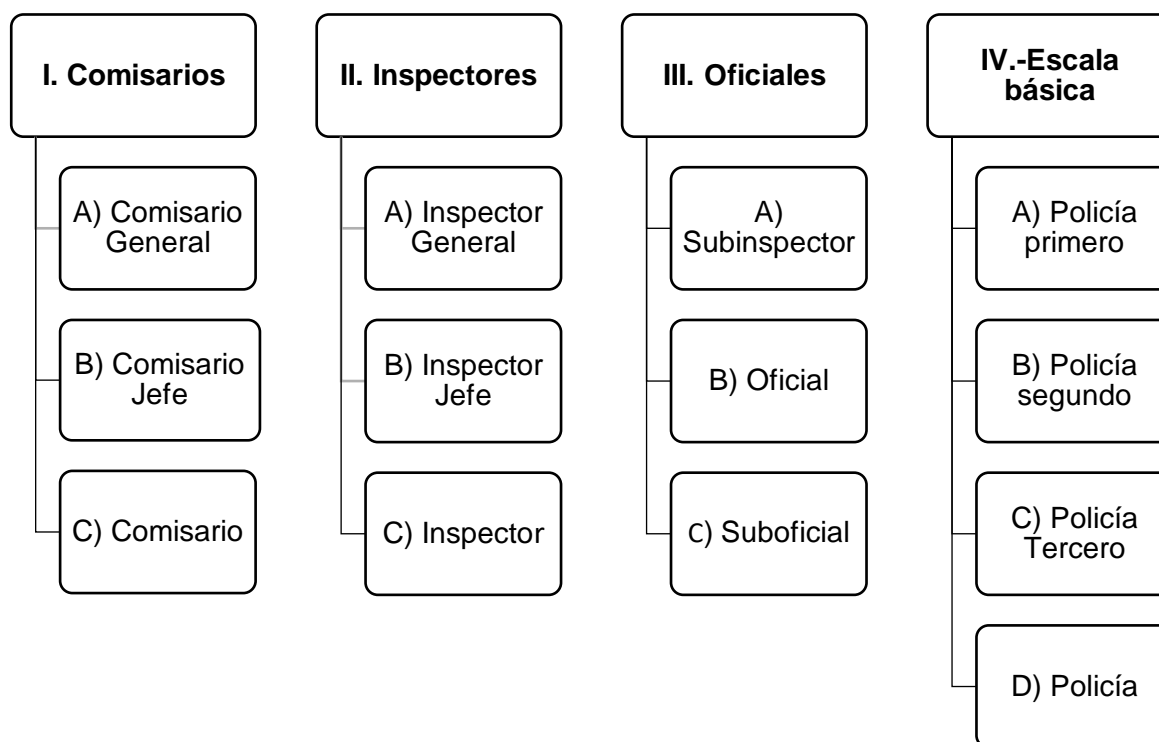 I. Comisarios
A) Comisario
General
B) Comisario
Jefe
C) Comisario
II. Inspectores
A) Inspector
General
B) Inspector
Jefe
C) Inspector
III. Oficiales
A)
Subinspector
B) Oficial
C) Suboficial
IV.-Escala
básica
A) Policía
primero
B) Policía
segundo
C) Policía
Tercero
D) Policía